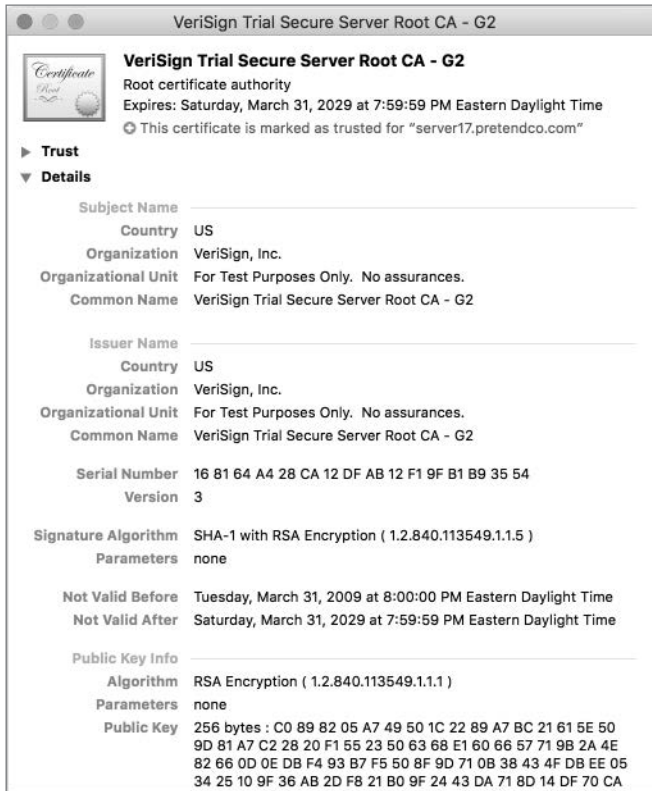 VeriSign Trial Secure Server Root CA - G2
Certificate
Root
VeriSign Trial Secure Server Root CA - G2
Root certificate authority
Expires: Saturday, March 31, 2029 at 7:59:59 PM Eastern Daylight Time
This certificate is marked as trusted for “server17.pretendco.com”
Trust
Details
Subject Name
Country US
Organization VeriSign, Inc.
Organizational Unit For Test Purposes Only. No assurances.
Common Name VeriSign Trial Secure Server Root CA - G2
Issuer Name
Country US
Organization VeriSign, Inc.
Organizational Unit For Test Purposes Only. No assurances.
Common Name VeriSign Trial Secure Server Root CA - G2
Serial Number 16 81 64 A4 28 CA 12 DF AB 12 F1 9F B1 B9 35 54
Version 3
Signature Algorithm SHA-1 with RSA Encryption ( 1.2.840.113549.1.1.5 )
Parameters none
Not Valid Before Tuesday, March 31, 2009 at 8:00:00 PM Eastern Daylight Time
Not Valid After Saturday, March 31, 2029 at 7:59:59 PM Eastern Daylight Time
Public Key Info
Algorithm RSA Encryption ( 1.2.840.113549.1.1.1 )
Parameters none
Public Key 256 bytes : C0 89 82 05 A7 49 50 1C 22 89 A7 BC 21 61 5E 50
9D 81 A7 C2 28 20 F1 55 23 50 63 68 E1 60 66 57 71 9B 2A 4E
82 66 0D 0E DB F4 93 B7 F5 50 8F 9D 71 0B 38 43 4F DB EE 05
34 25 10 9F 36 AB 2D F8 21 B0 9F 24 43 DA 71 8D 14 DF 70 CA